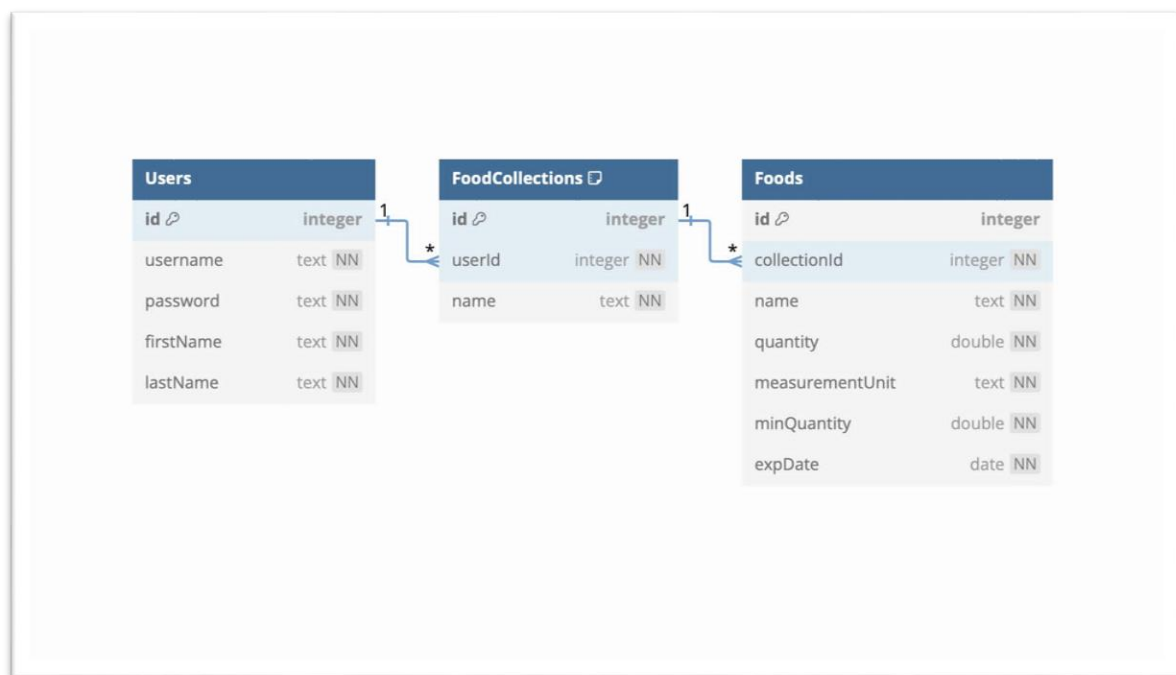 Users
id integer
username text NN
password text NN
firstName text NN
lastName text NN
1
*
FoodCollections
id integer
userId integer NN
name text NN
1
*
Foods
id integer
collectionId integer NN
name text NN
quantity double NN
measurementUnit text NN
minQuantity double NN
expDate date NN